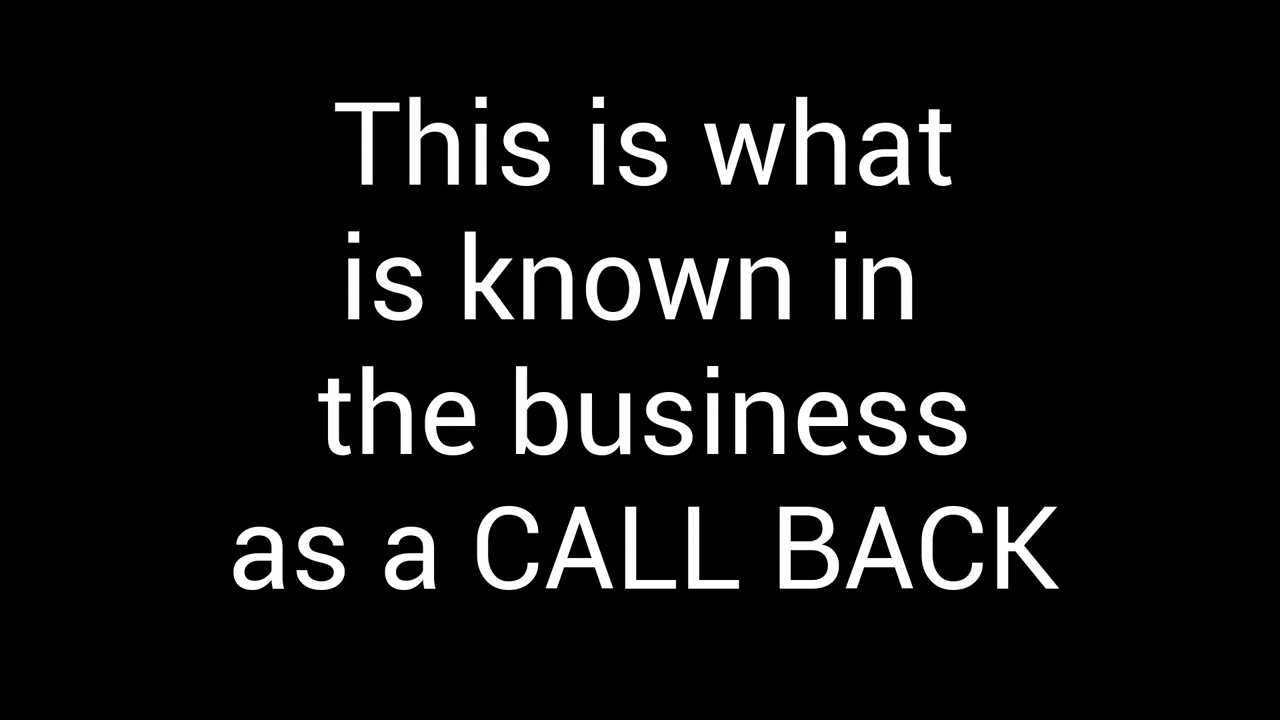 This is what
is known in
the business
as a CALL BACK